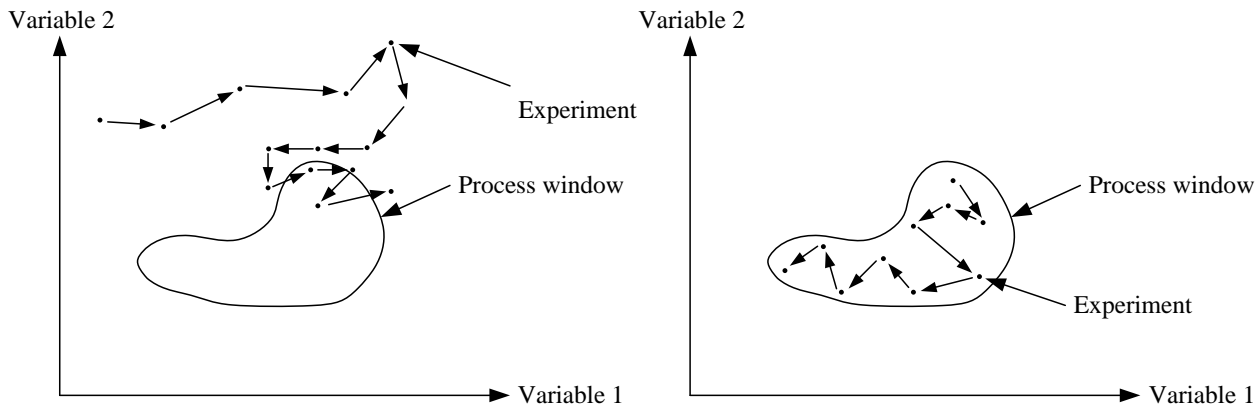 Variable 2
Experiment
Process window
Variable 1
Variable 2
Process window
Experiment
Variable 1